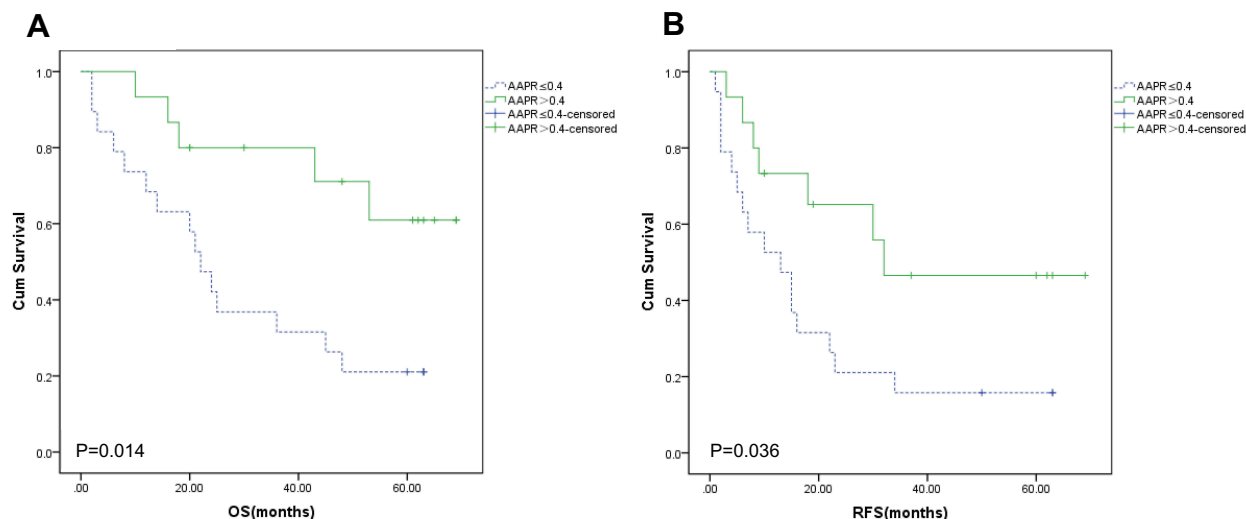 A
1.0
0.8
0.6
0.4
0.2
0.0
Cum Survival
.00 20.00 40.00 60.00
OS(months)
P=0.014
AAPR≤0.4
AAPR>0.4
AAPR≤0.4-censored
AAPR>0.4-censored
B
1.0
0.8
0.6
0.4
0.2
0.0
Cum Survival
.00 20.00 40.00 60.00
RFS(months)
P=0.036
AAPR≤0.4
AAPR>0.4
AAPR≤0.4-censored
AAPR>0.4-censored